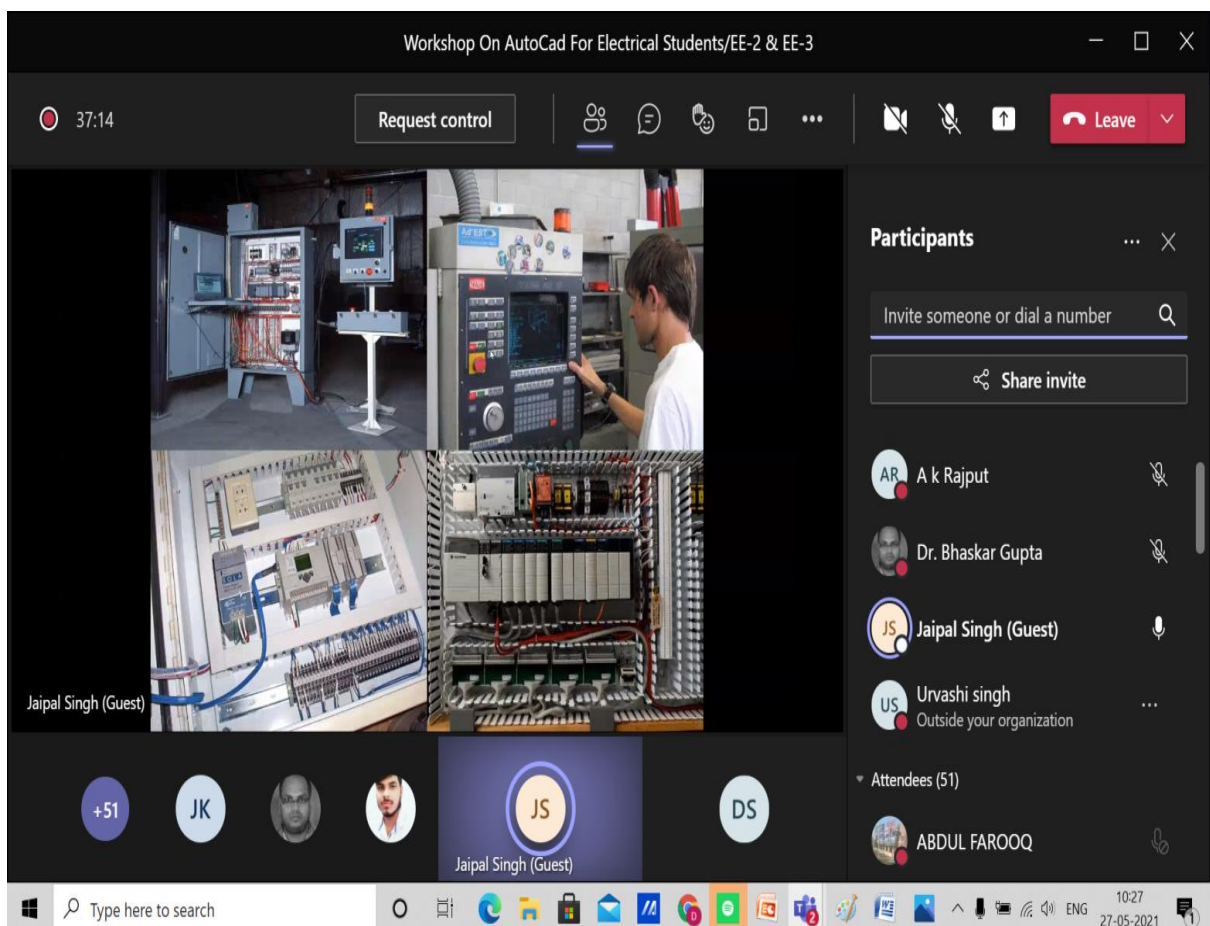 Workshop On AutoCad For Electrical Students/EE-2 & EE-3
37:14
Request control
Leave
Participants
Invite someone or dial a number
Share invite
AR
A k Rajput
Dr. Bhaskar Gupta
JS
Jaipal Singh (Guest)
US
Urvashi singh
Outside your organization
Attendees (51)
ABDUL FAROOQ
Jaipal Singh (Guest)
+51
JK
JS
DS
Jaipal Singh (Guest)
Type here to search
ENG
10:27
27-05-2021